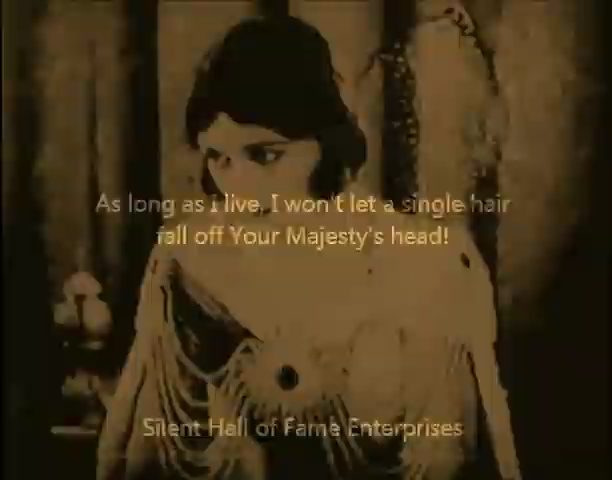 As long as I live, I won't let a single hair
fall off Your Majesty's head!
Silent Hall of Fame Enterprises